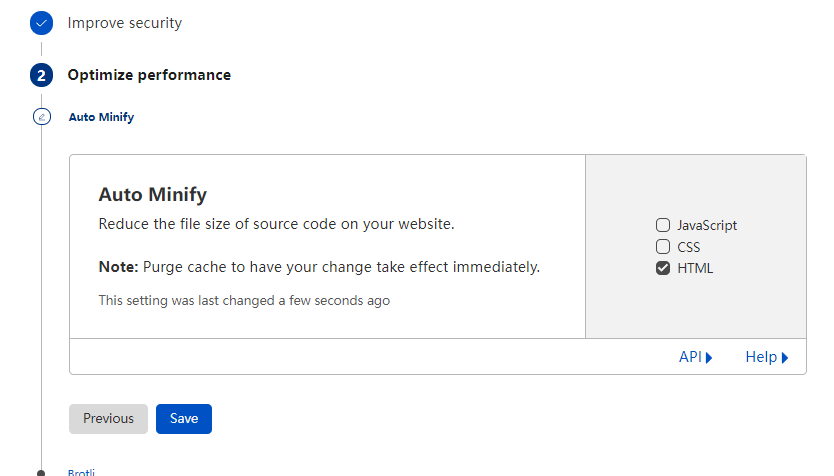 Improve security
2 Optimize performance
Auto Minify
Auto Minify
Reduce the file size of source code on your website.
JavaScript
CSS
Note: Purge cache to have your change take effect immediately.
HTML
This setting was last changed a few seconds ago
API
Help
Previous
Save
Brotli